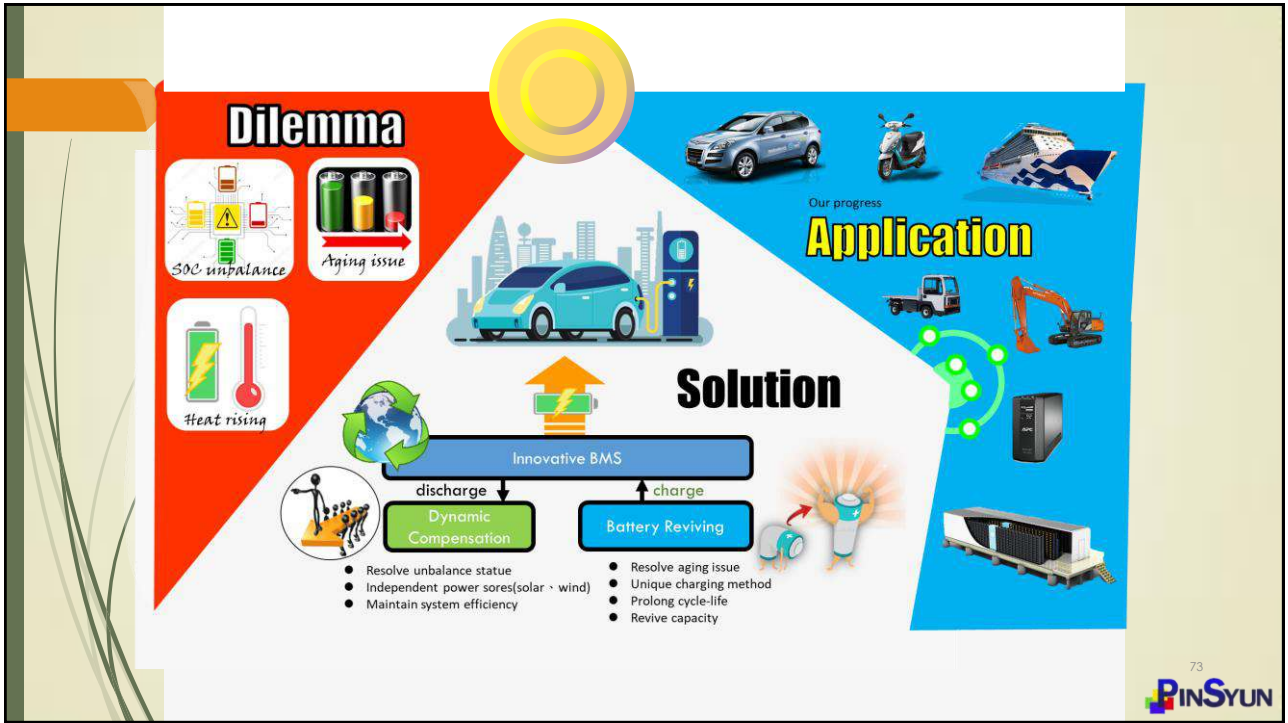 Dilemma
SOC unbalance
Aging issue
Heat rising
Our progress
Application
Solution
Innovative BMS
discharge
charge
Dynamic
Compensation
Battery Reviving
● Resolve unbalance statue
● Independent power sores(solar、wind)
● Maintain system efficiency
● Resolve aging issue
● Unique charging method
● Prolong cycle-life
● Revive capacity
73
PINSYUN